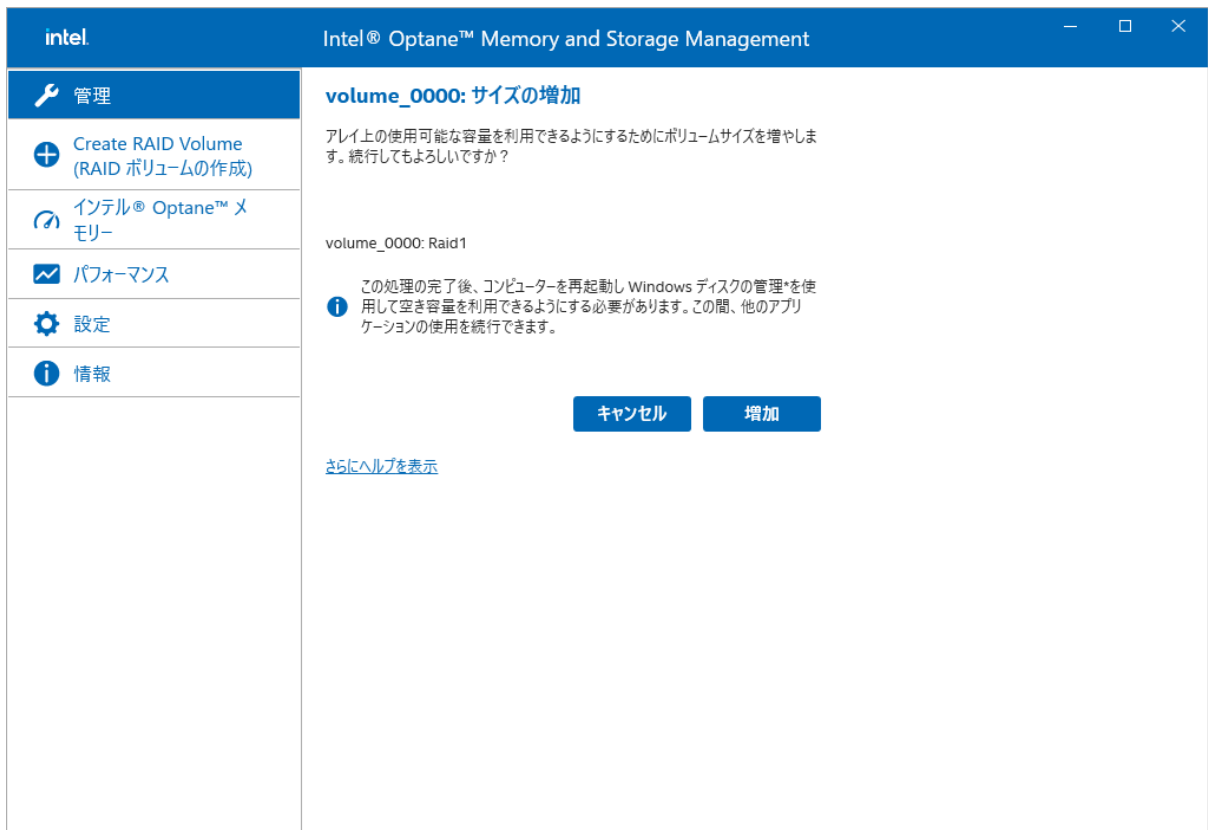 intel.
Intel® Optane™ Memory and Storage Management
管理
Create RAID Volume
(RAID ボリュームの作成)
インテル® Optane™ メ
モリー
パフォーマンス
設定
情報
volume_0000: サイズの増加
アレイ上の使用可能な容量を利用できるようにするためにボリュームサイズを増やしま
す。続行してもよろしいですか？
volume_0000: Raid1
この処理の完了後、コンピューターを再起動し Windows ディスクの管理*を使
用して空き容量を利用できるようにする必要があります。この間、他のアプリ
ケーションの使用を続行できます。
キャンセル
増加
さらにヘルプを表示